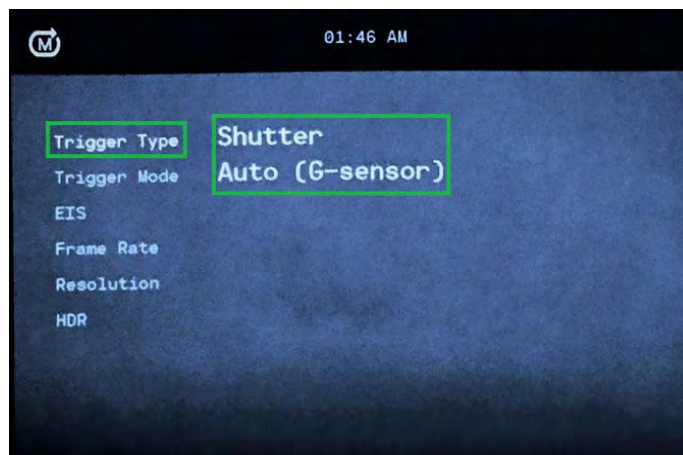 M
01:46 AM
Trigger Type
Shutter
Auto (G-sensor)
Trigger Mode
EIS
Frame Rate
Resolution
HDR